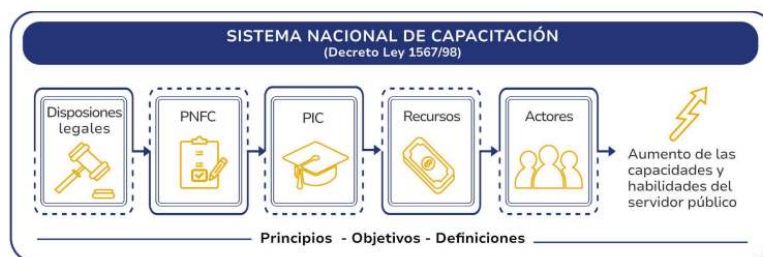 SISTEMA NACIONAL DE CAPACITACIÓN
(Decreto Ley 1567/98)
Disposiones
legales
PNFC
PIC
Recursos
Actores
Aumento de las
capacidades y
habilidades del
servidor público
Principios - Objetivos - Definiciones